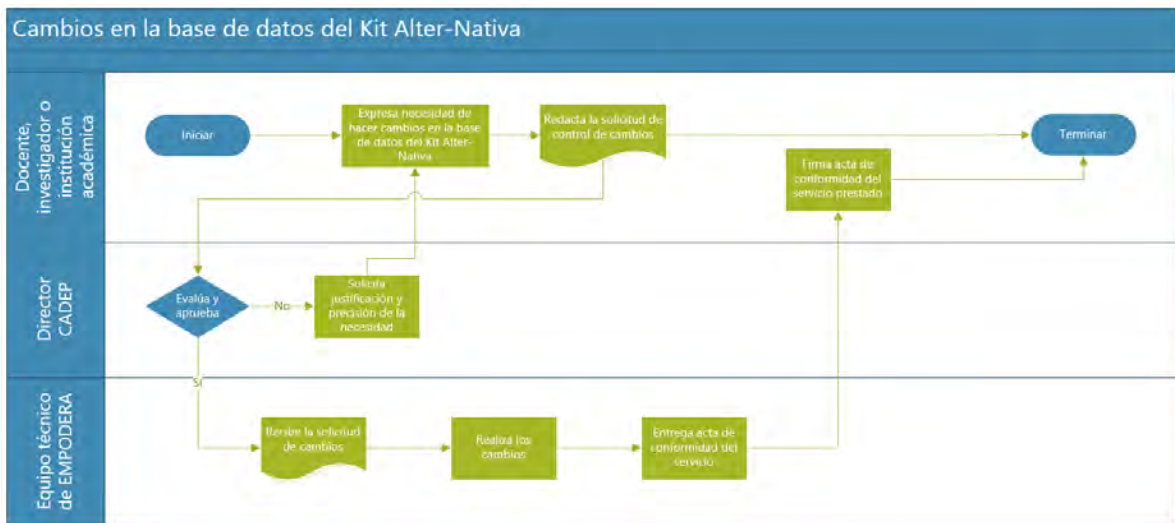 Cambios en la base de datos del Kit Alter-Nativa
Docente,
investigador o
institución
académica
Iniciar
Expresa necesidad de
hacer cambios en la base
de datos del Kit Alter-
Nativa
Redacta la solicitud de
control de cambios
Terminar
Firma acta de
conformidad del
servicio prestado
Director
CADEP
Evalúa y
aprueba
No
Solicita
justificación y
precisión de la
necesidad
Sí
Equipo técnico
de EMPODERA
Recibe la solicitud
de cambios
Realiza los
cambios
Entrega acta de
conformidad del
servicio